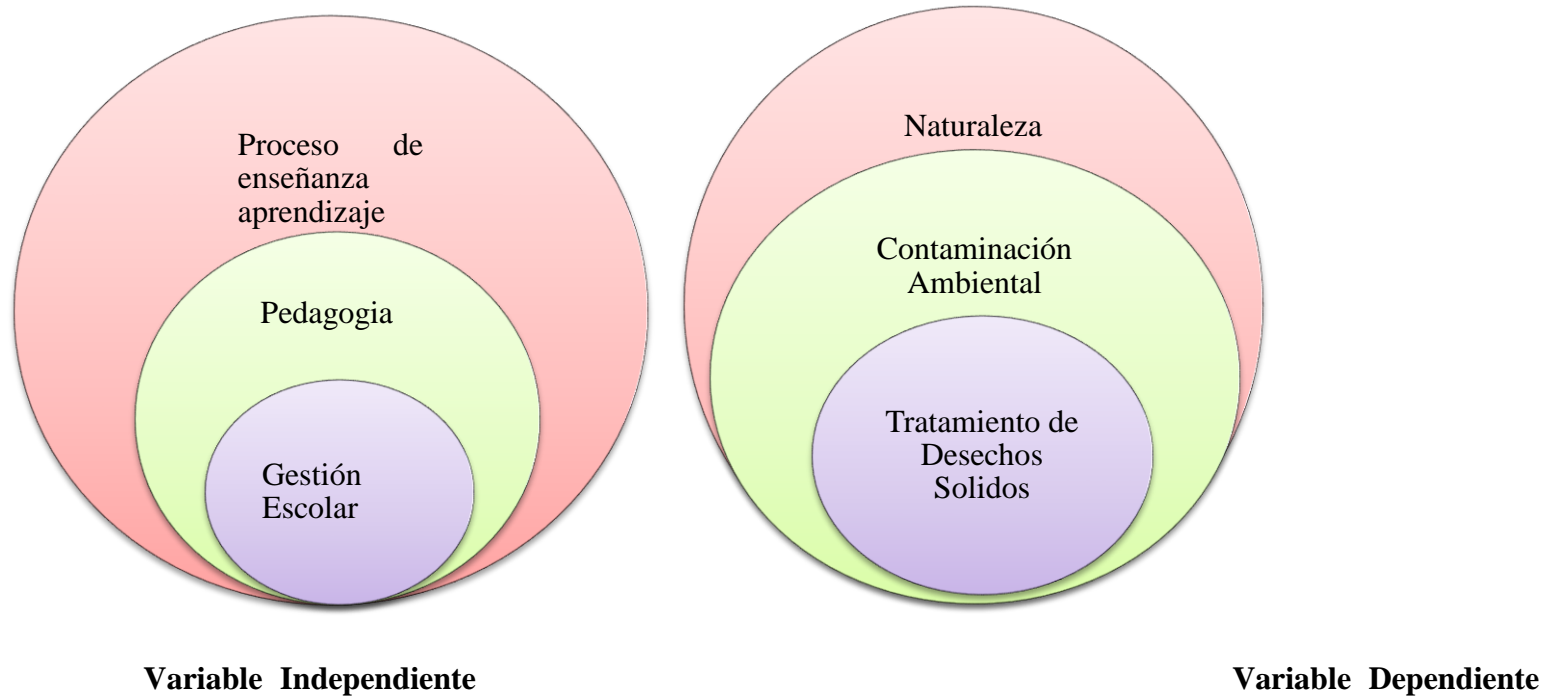 Proceso de
enseñanza
aprendizaje
Pedagogia
Gestión
Escolar
Naturaleza
Contaminación
Ambiental
Tratamiento de
Desechos
Solidos
Variable Independiente
Variable Dependiente